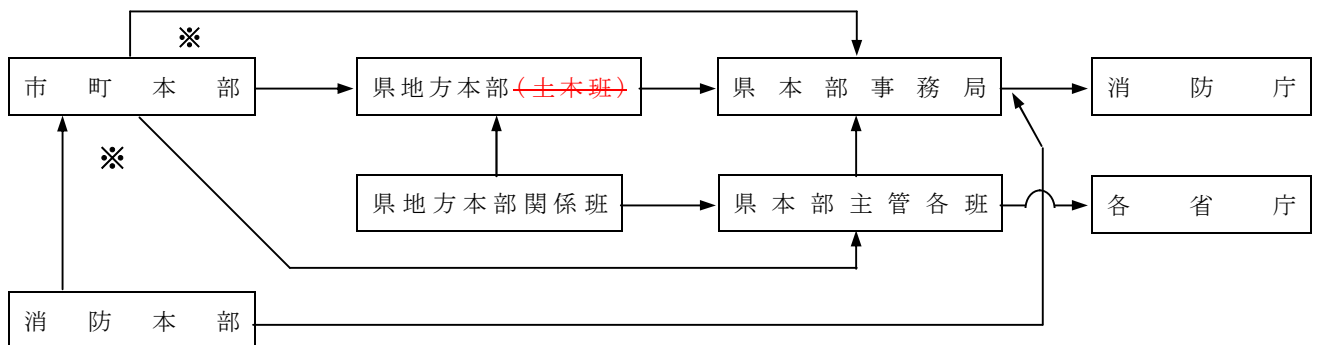 ※
市町本部
県地方本部(土木班)
県本部事務局
消防庁
※
県地方本部関係班
県本部主管各班
各省庁
消防本部